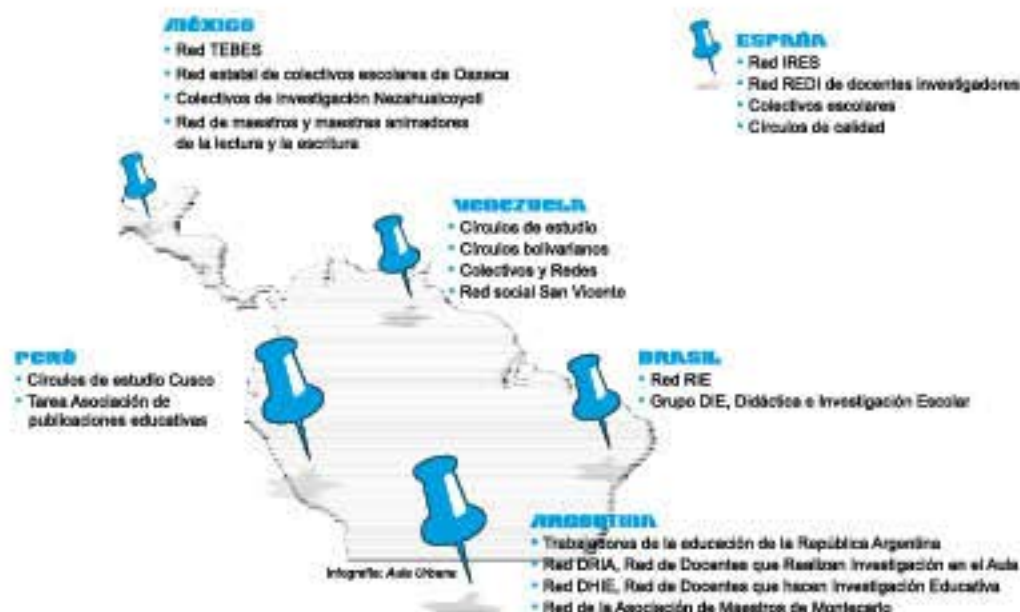 MÉXICO
• Red TEBES
• Red estatal de colectivos escolares de Oaxaca
• Colectivos de investigación Nezahualcoyotl
• Red de maestros y maestras animadores
de la lectura y la escritura
ESPAÑA
• Red IRES
• Red REDI de docentes investigadores
• Colectivos escolares
• Círculos de calidad
VENEZUELA
• Círculos de estudio
• Círculos bolivarianos
• Colectivos y Redes
• Red social San Vicente
PERÚ
• Círculos de estudio Cusco
• Tarea Asociación de
publicaciones educativas
BRASIL
• Red RIE
• Grupo DIE, Didáctica e Investigación Escolar
ARGENTINA
• Trabajadores de la educación de la República Argentina
• Red DRIA, Red de Docentes que Realizan Investigación en el Aula
• Red DHIE, Red de Docentes que hacen Investigación Educativa
• Red de la Asociación de Maestros de Montecarlo
Infografía: Aula Urbana